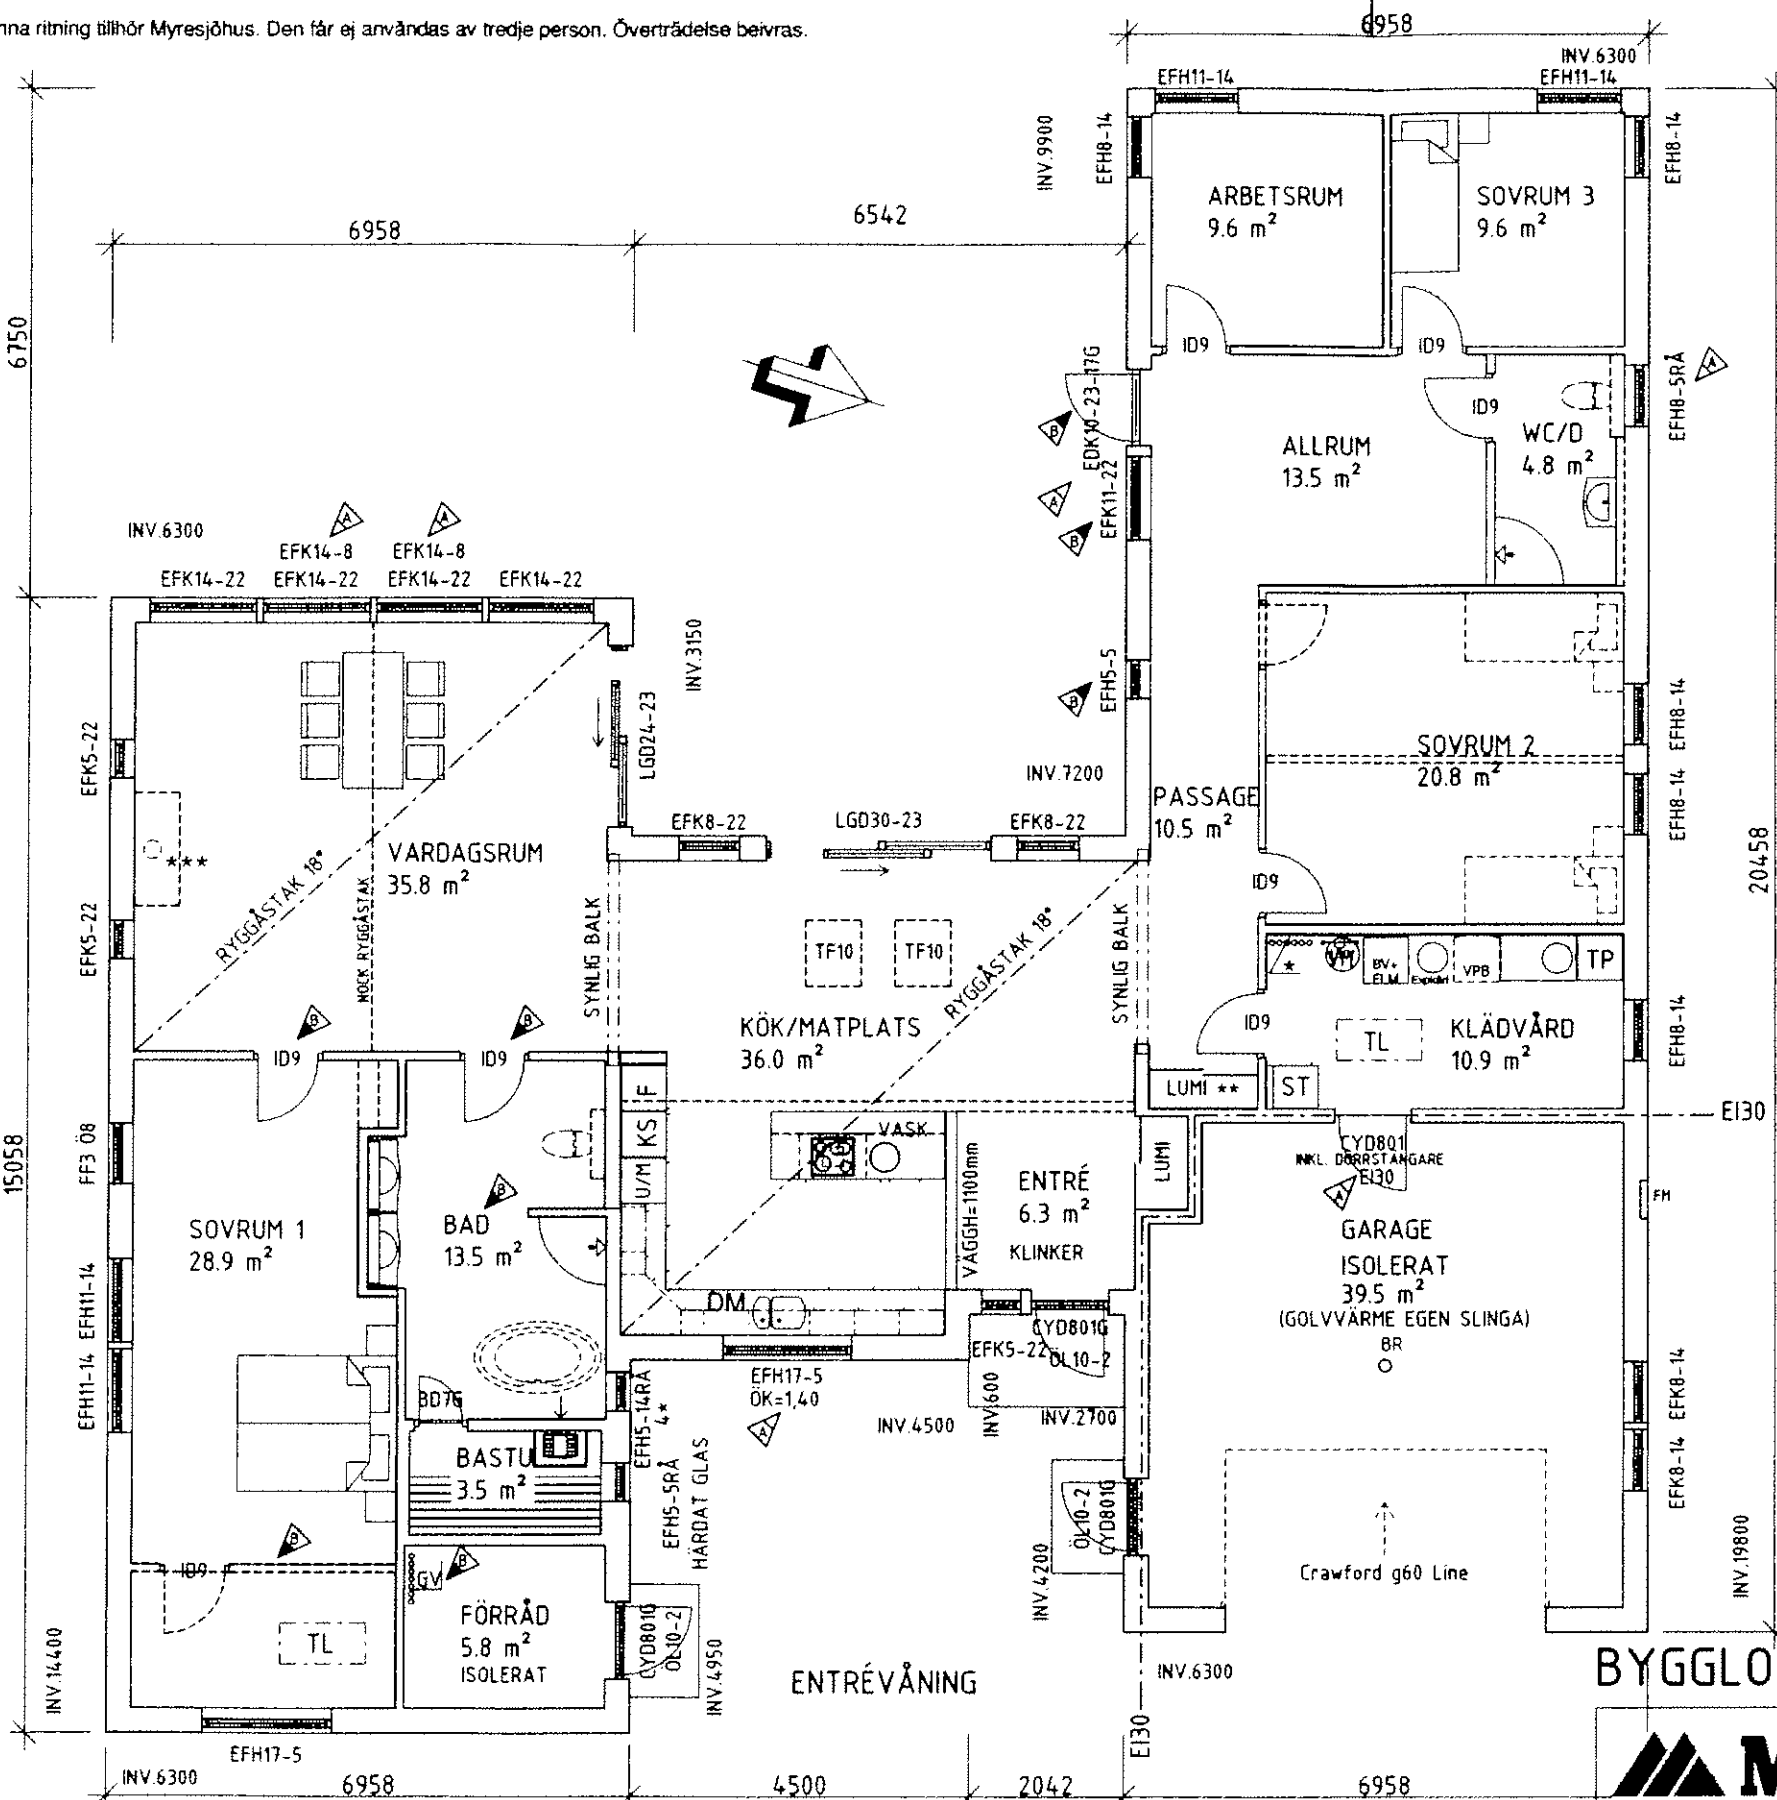 nna ritning tillhör Myresjöhus. Den får ej användas av tredje person. Överträdelse beivras.
6958
INV.6300
EFH11-14
EFH11-14
INV.9900
EFH8-14
EFH8-14
ARBETSRUM
9.6 m²
SOVRUM 3
9.6 m²
6958
6542
6750
ID9
ID9
EDK10-23-17G
B
EFH8-5RÅ
A
ID9
WC/D
4.8 m²
ALLRUM
13.5 m²
EFK11-22
A
B
INV.6300
A
A
EFK14-8
EFK14-8
EFK14-22
EFK14-22
EFK14-22
EFK14-22
INV.3150
EFH5-5
B
LGD24-23
EFK5-22
EFH8-14
SOVRUM 2
20.8 m²
INV.7200
PASSAGE
10.5 m²
EFH8-14
EFK8-22
LGD30-23
EFK8-22
20458
VARDAGSRUM
35.8 m²
***
RYGGÅSTAK 18°
NOCK RYGGÅSTAK
EFK5-22
SYNLIG BALK
TF10
TF10
RYGGÅSTAK 18°
SYNLIG BALK
ID9
*
VM
BV+
ELM
VPB
TP
KÖK/MATPLATS
36.0 m²
ID9
TL
KLÄDVÅRD
10.9 m²
EFH8-14
B
B
ID9
ID9
LUMI **
ST
EI30
F
KS
U/M
VASK
VÄGGH=1100mm
ENTRÉ
6.3 m²
KLINKER
LUMI
CYD801
INKL. DÖRRSTÄNGARE
EI30
A
FM
15058
FF3 Ö8
SOVRUM 1
28.9 m²
B
BAD
13.5 m²
GARAGE
ISOLERAT
39.5 m²
(GOLVVÄRME EGEN SLINGA)
BR
EFH11-14
EFH11-14
DM
CYD801G
EFK5-22
ÖL10-2
EFH17-5
ÖK=1,40
A
INV.4500
INV.600
INV.2700
EFK8-14
EFK8-14
BD7G
EFH5-14RÅ
4*
BASTU
3.5 m²
EFH5-5RÅ
HÄRDAT GLAS
ÖL10-2
CYD801G
INV.4200
Crawford g60 Line
INV.19800
B
ID9
B
GV
FÖRRÅD
5.8 m²
ISOLERAT
TL
CYD801G
ÖL10-2
INV.4950
INV.14400
ENTRÉVÅNING
INV.6300
EI30
BYGGLO
EFH17-5
INV.6300
6958
4500
2042
6958
M